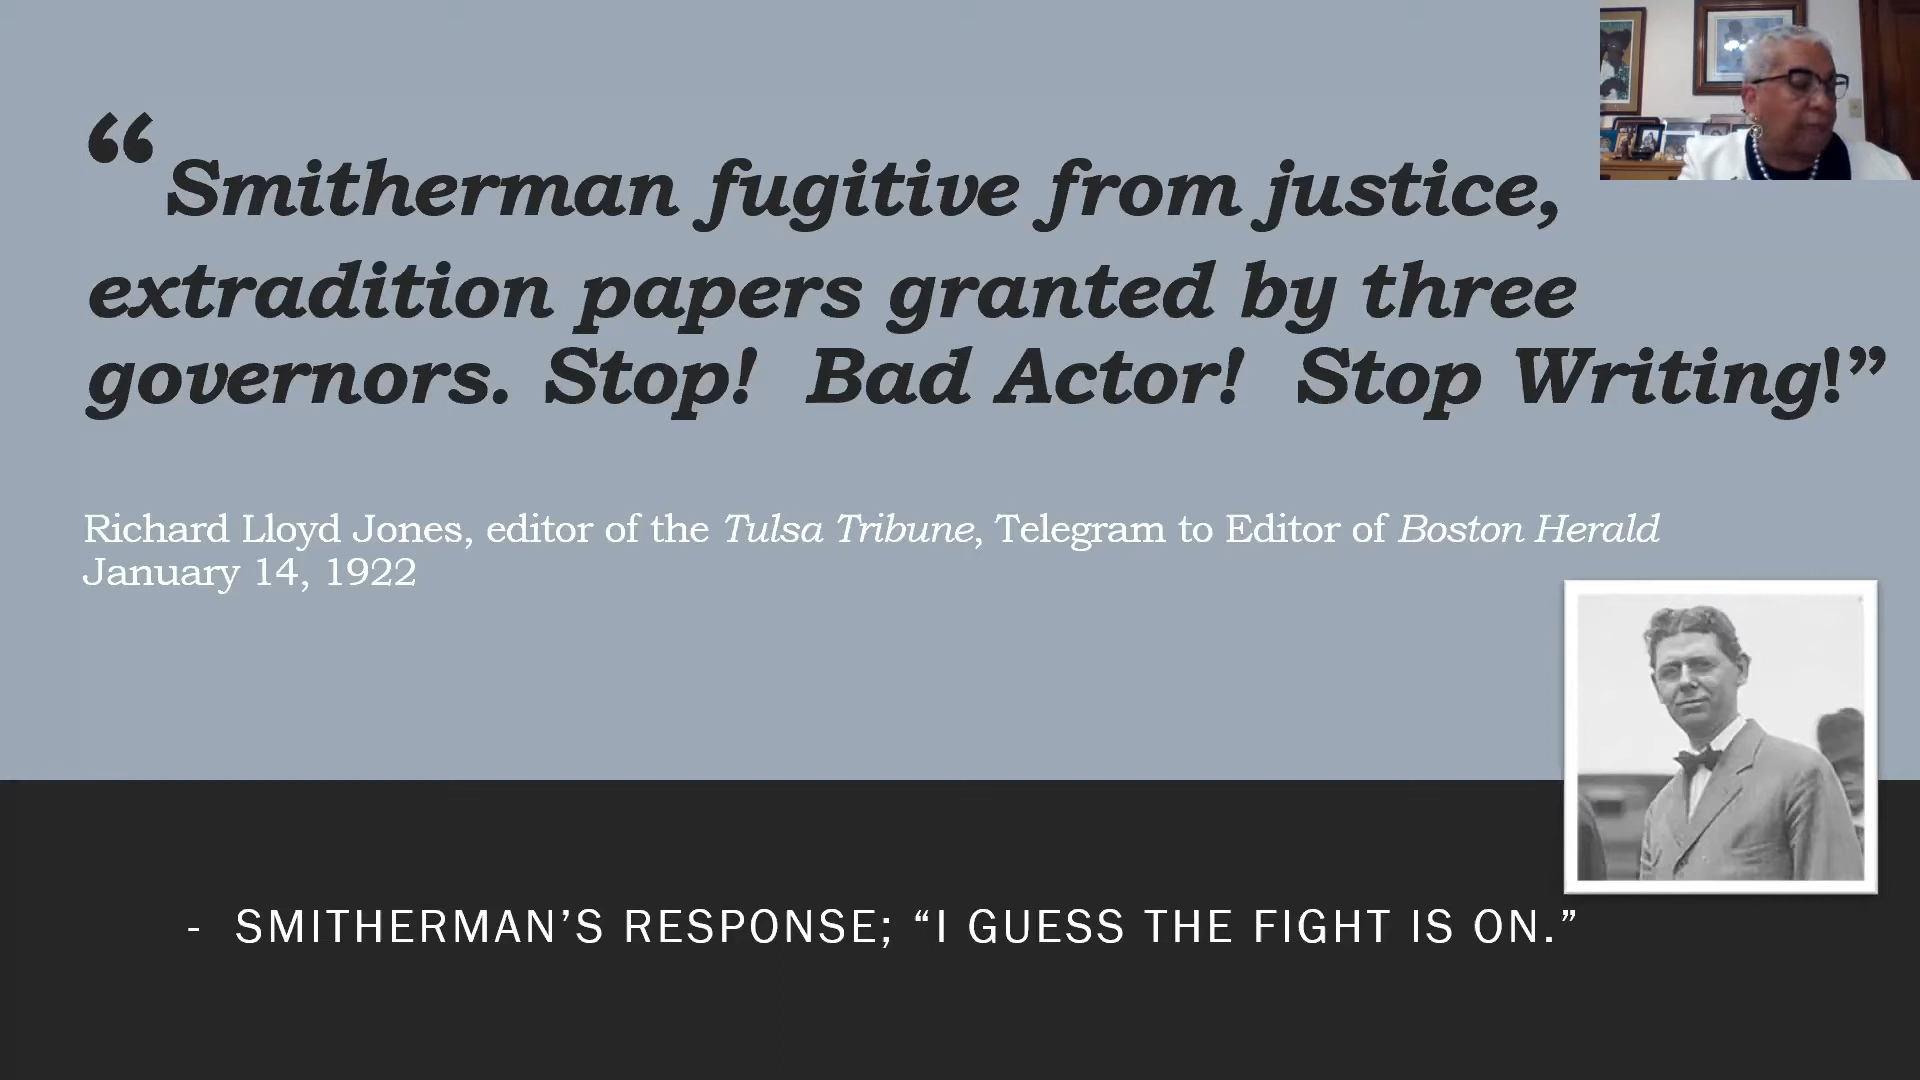 “Smitherman fugitive from justice,
extradition papers granted by three
governors. Stop!  Bad Actor!  Stop Writing!”
Richard Lloyd Jones, editor of the Tulsa Tribune, Telegram to Editor of Boston Herald
January 14, 1922
- SMITHERMAN’S RESPONSE; “I GUESS THE FIGHT IS ON.”